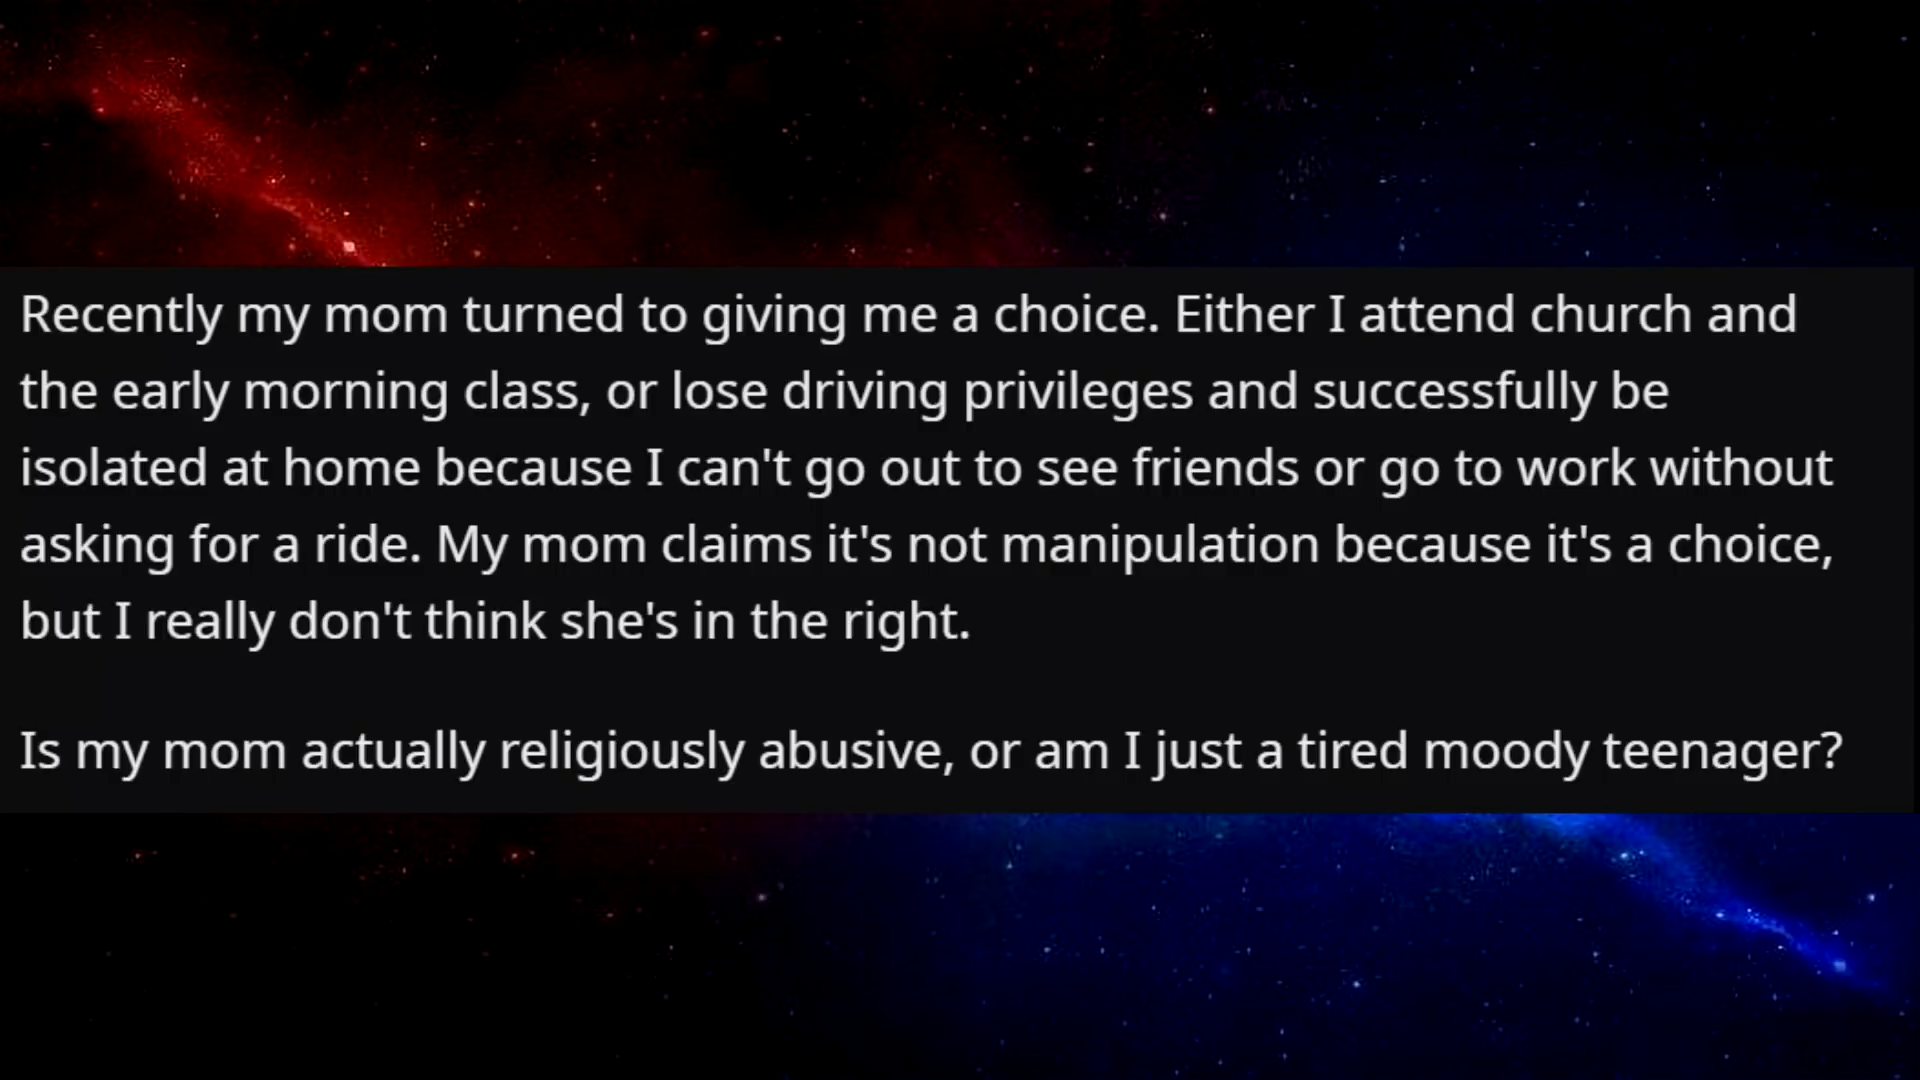 Recently my mom turned to giving me a choice. Either I attend church and
the early morning class, or lose driving privileges and successfully be
isolated at home because I can't go out to see friends or go to work without
asking for a ride. My mom claims it's not manipulation because it's a choice,
but I really don't think she's in the right.
Is my mom actually religiously abusive, or am I just a tired moody teenager?